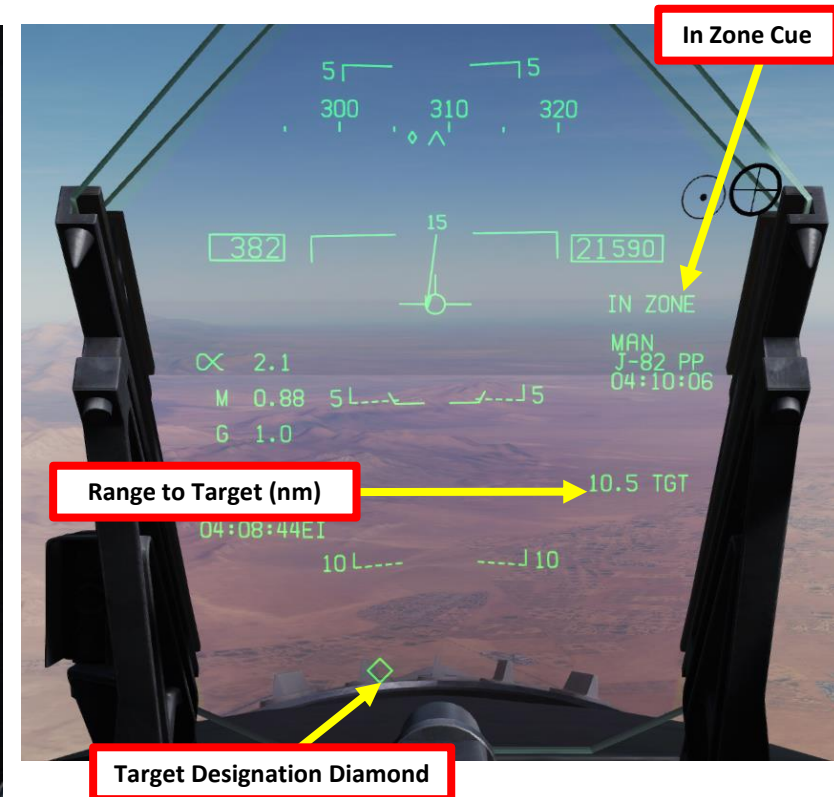 In Zone Cue
5 5
300 310 320
15
382 21590
IN ZONE
MAN
J-82 PP
04:10:06
α 2.1
M 0.88
G 1.0
5 5
Range to Target (nm)
10.5 TGT
04:08:44EI
10 10
Target Designation Diamond